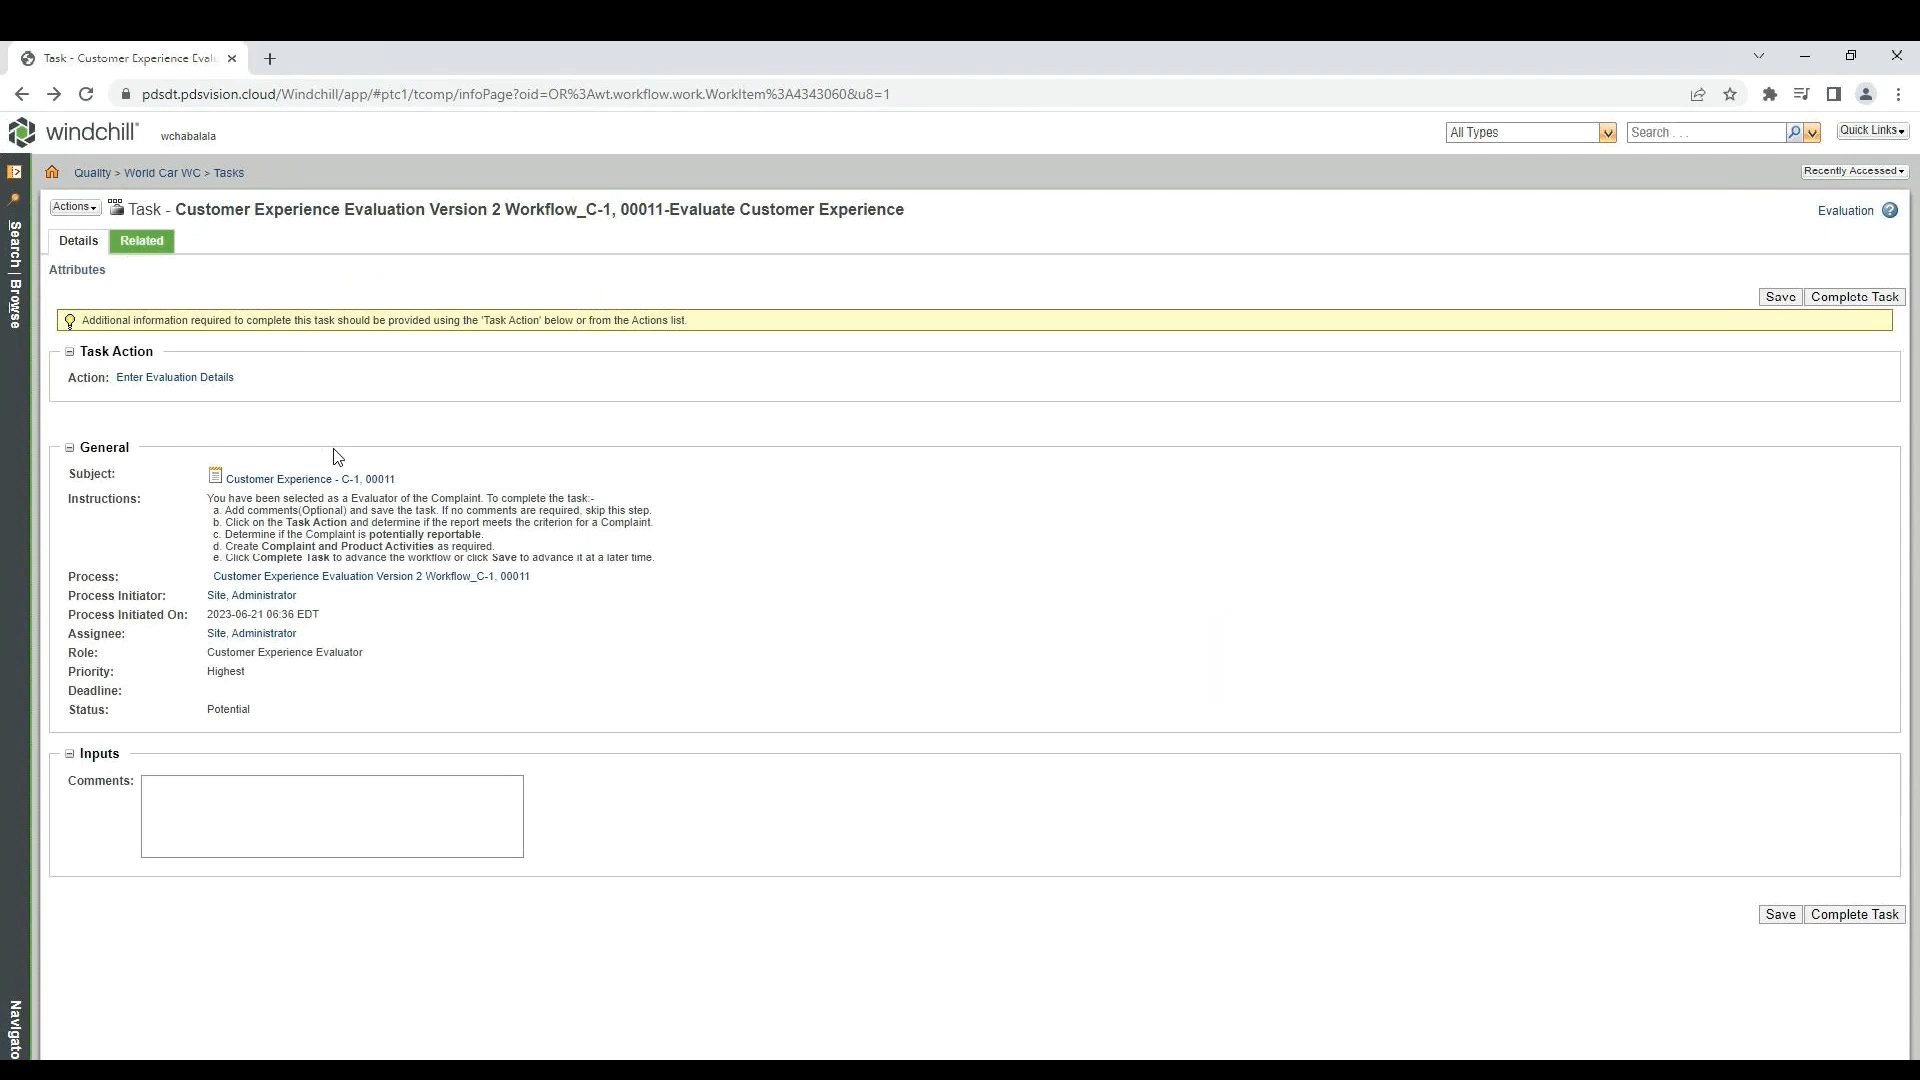 Task - Customer Experience Eval
pdsdt.pdsvision.cloud/Windchill/app/#ptc1/tcomp/infoPage?oid=OR%3Awt.workflow.work.WorkItem%3A4343060&u8=1
windchill® wchabalala All Types Search . . . Quick Links
Quality > World Car WC > Tasks Recently Accessed
Actions Task - Customer Experience Evaluation Version 2 Workflow_C-1, 00011-Evaluate Customer Experience Evaluation ?
Search | Browse
Details Related
Attributes
Save Complete Task
Additional information required to complete this task should be provided using the 'Task Action' below or from the Actions list.
Task Action
Action: Enter Evaluation Details
General
Subject: Customer Experience - C-1, 00011
Instructions: You have been selected as a Evaluator of the Complaint. To complete the task:-
a. Add comments(Optional) and save the task. If no comments are required, skip this step.
b. Click on the Task Action and determine if the report meets the criterion for a Complaint.
c. Determine if the Complaint is potentially reportable.
d. Create Complaint and Product Activities as required.
e. Click Complete Task to advance the workflow or click Save to advance it at a later time.
Process: Customer Experience Evaluation Version 2 Workflow_C-1, 00011
Process Initiator: Site, Administrator
Process Initiated On: 2023-06-21 06:36 EDT
Assignee: Site, Administrator
Role: Customer Experience Evaluator
Priority: Highest
Deadline:
Status: Potential
Inputs
Comments:
Save Complete Task
Navigato